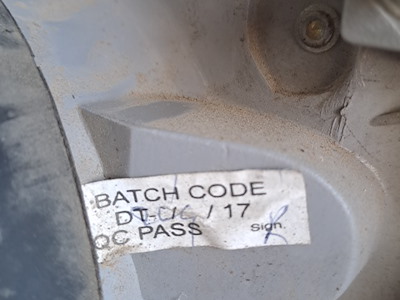 BATCH CODE
DT- / / 17
QC PASS Sign.